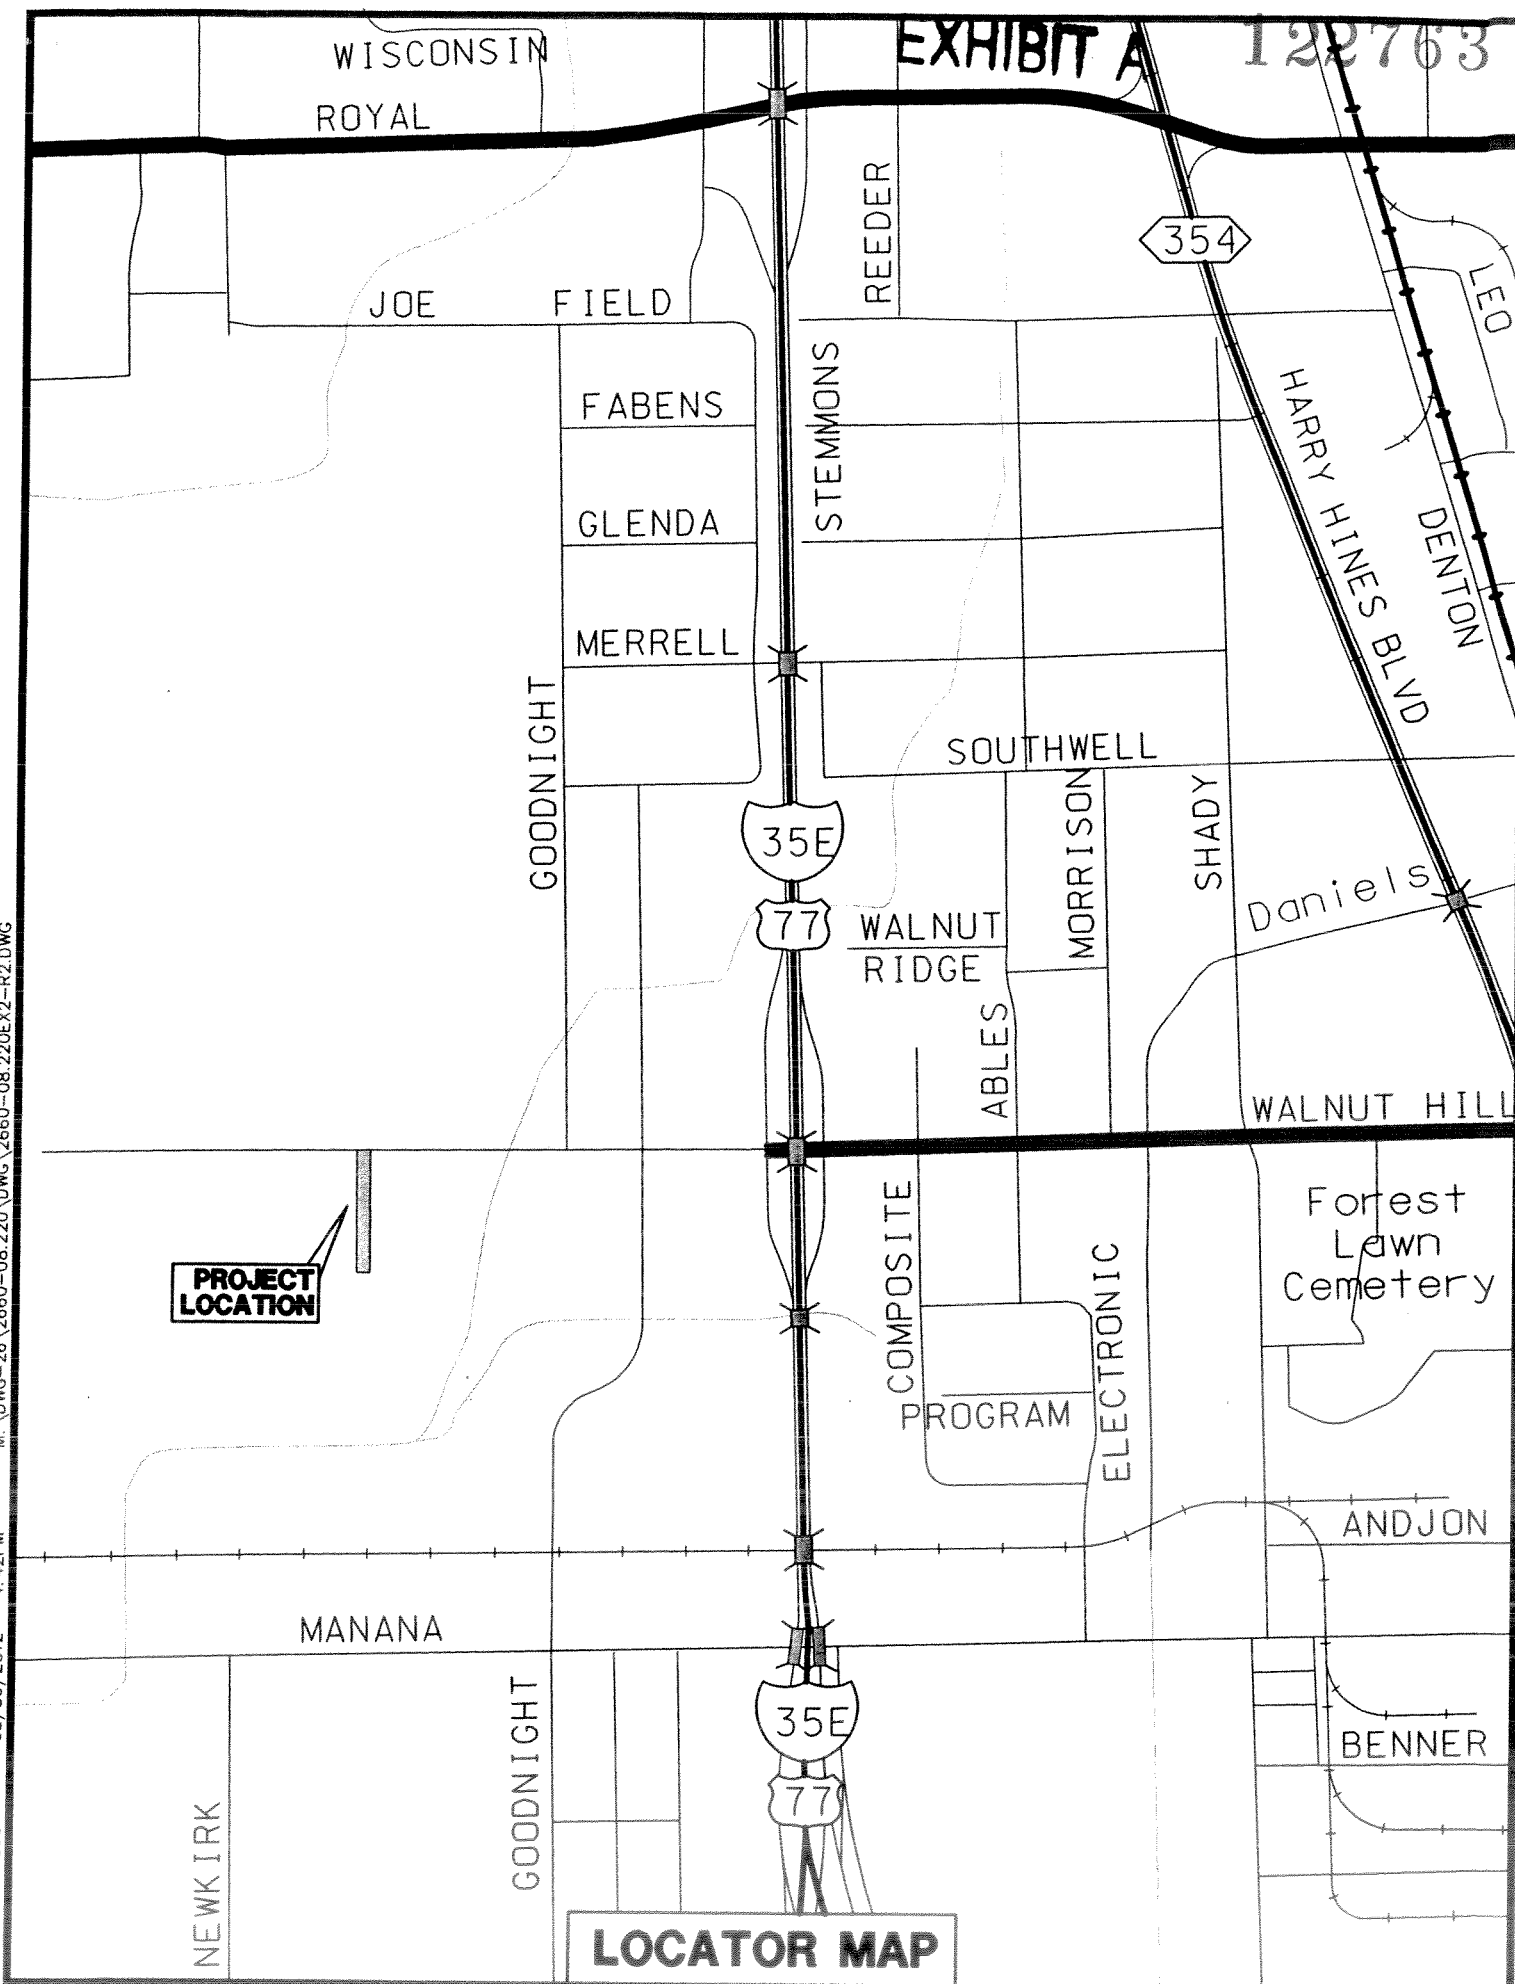 EXHIBIT A
122763
WISCONSIN
ROYAL
REEDER
354
LEO
JOE FIELD
STEMMONS
FABENS
HARRY HINES BLVD
GLENDA
DENTON
MERRELL
GOODNIGHT
SOUTHWELL
35E
MORRISON
SHADY
Daniels
77
WALNUT
RIDGE
ABLES
WALNUT HILL
COMPOSITE
Forest
Lawn
Cemetery
PROJECT
LOCATION
ELECTRONIC
PROGRAM
ANDJON
MANANA
GOODNIGHT
35E
BENNER
77
NEWKIRK
LOCATOR MAP